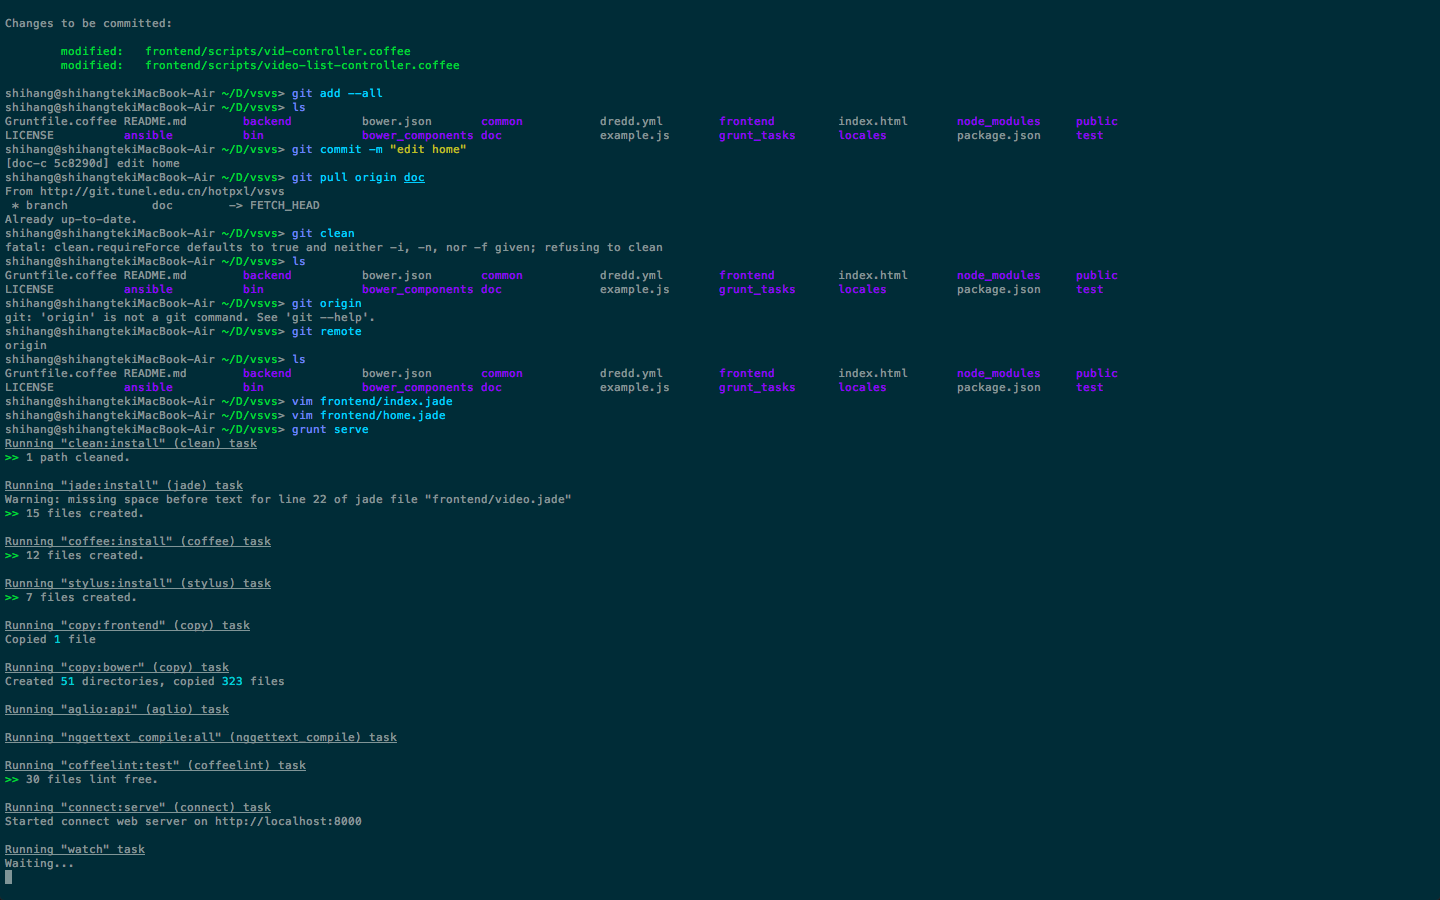 Changes to be committed:
modified:   frontend/scripts/vid-controller.coffee
modified:   frontend/scripts/video-list-controller.coffee
shihang@shihangtekiMacBook-Air ~/D/vsvs> git add --all
shihang@shihangtekiMacBook-Air ~/D/vsvs> ls
Gruntfile.coffee README.md        backend          bower.json       common           dredd.yml        frontend         index.html       node_modules     public
LICENSE          ansible          bin              bower_components doc              example.js       grunt_tasks      locales          package.json     test
shihang@shihangtekiMacBook-Air ~/D/vsvs> git commit -m "edit home"
[doc-c 5c8290d] edit home
shihang@shihangtekiMacBook-Air ~/D/vsvs> git pull origin doc
From http://git.tunel.edu.cn/hotpxl/vsvs
 * branch            doc        -> FETCH_HEAD
Already up-to-date.
shihang@shihangtekiMacBook-Air ~/D/vsvs> git clean
fatal: clean.requireForce defaults to true and neither -i, -n, nor -f given; refusing to clean
shihang@shihangtekiMacBook-Air ~/D/vsvs> ls
Gruntfile.coffee README.md        backend          bower.json       common           dredd.yml        frontend         index.html       node_modules     public
LICENSE          ansible          bin              bower_components doc              example.js       grunt_tasks      locales          package.json     test
shihang@shihangtekiMacBook-Air ~/D/vsvs> git origin
git: 'origin' is not a git command. See 'git --help'.
shihang@shihangtekiMacBook-Air ~/D/vsvs> git remote
origin
shihang@shihangtekiMacBook-Air ~/D/vsvs> ls
Gruntfile.coffee README.md        backend          bower.json       common           dredd.yml        frontend         index.html       node_modules     public
LICENSE          ansible          bin              bower_components doc              example.js       grunt_tasks      locales          package.json     test
shihang@shihangtekiMacBook-Air ~/D/vsvs> vim frontend/index.jade
shihang@shihangtekiMacBook-Air ~/D/vsvs> vim frontend/home.jade
shihang@shihangtekiMacBook-Air ~/D/vsvs> grunt serve
Running "clean:install" (clean) task
>> 1 path cleaned.
Running "jade:install" (jade) task
Warning: missing space before text for line 22 of jade file "frontend/video.jade"
>> 15 files created.
Running "coffee:install" (coffee) task
>> 12 files created.
Running "stylus:install" (stylus) task
>> 7 files created.
Running "copy:frontend" (copy) task
Copied 1 file
Running "copy:bower" (copy) task
Created 51 directories, copied 323 files
Running "aglio:api" (aglio) task
Running "nggettext_compile:all" (nggettext_compile) task
Running "coffeelint:test" (coffeelint) task
>> 30 files lint free.
Running "connect:serve" (connect) task
Started connect web server on http://localhost:8000
Running "watch" task
Waiting...